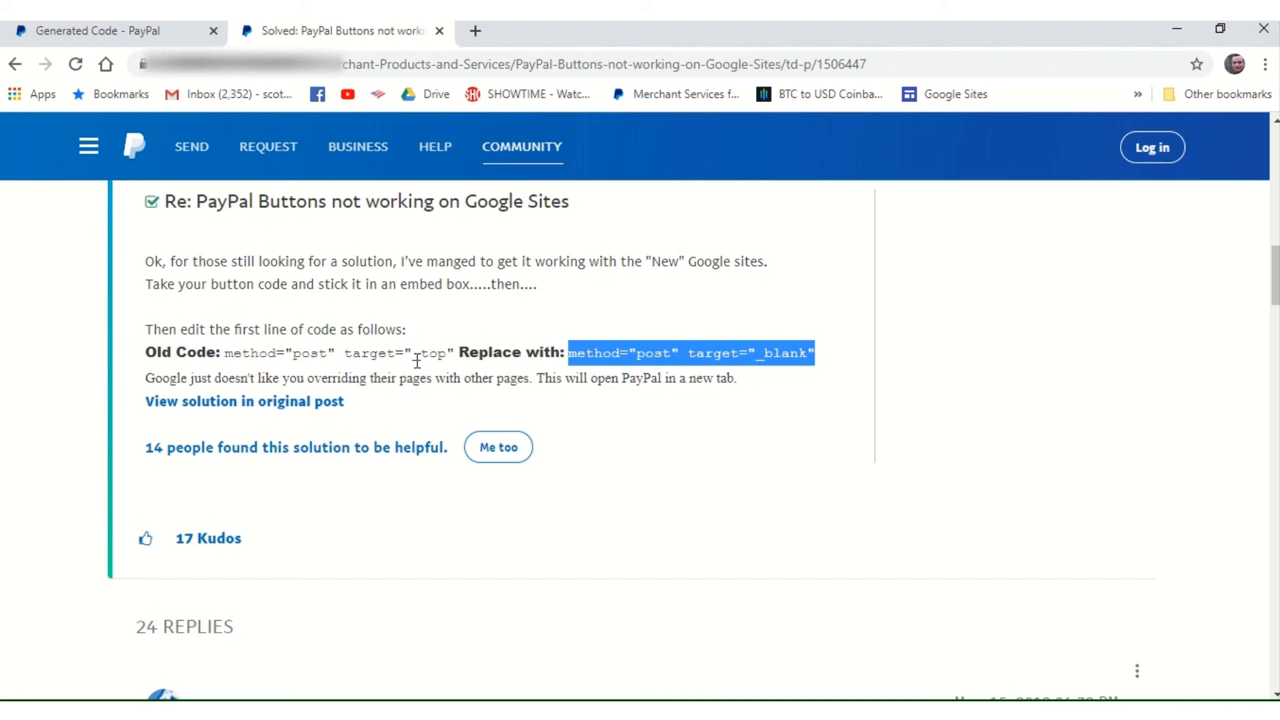 Generated Code - PayPal
Solved: PayPal Buttons not work
chant-Products-and-Services/PayPal-Buttons-not-working-on-Google-Sites/td-p/1506447
Apps Bookmarks Inbox (2,352) - scot... Drive SHOWTIME - Watc... Merchant Services f... BTC to USD Coinba... Google Sites » Other bookmarks
SEND REQUEST BUSINESS HELP COMMUNITY Log in
Re: PayPal Buttons not working on Google Sites
Ok, for those still looking for a solution, I've manged to get it working with the "New" Google sites.
Take your button code and stick it in an embed box.....then....
Then edit the first line of code as follows:
Old Code: method="post" target="_top" Replace with: method="post" target="_blank"
Google just doesn't like you overriding their pages with other pages. This will open PayPal in a new tab.
View solution in original post
14 people found this solution to be helpful. Me too
17 Kudos
24 REPLIES